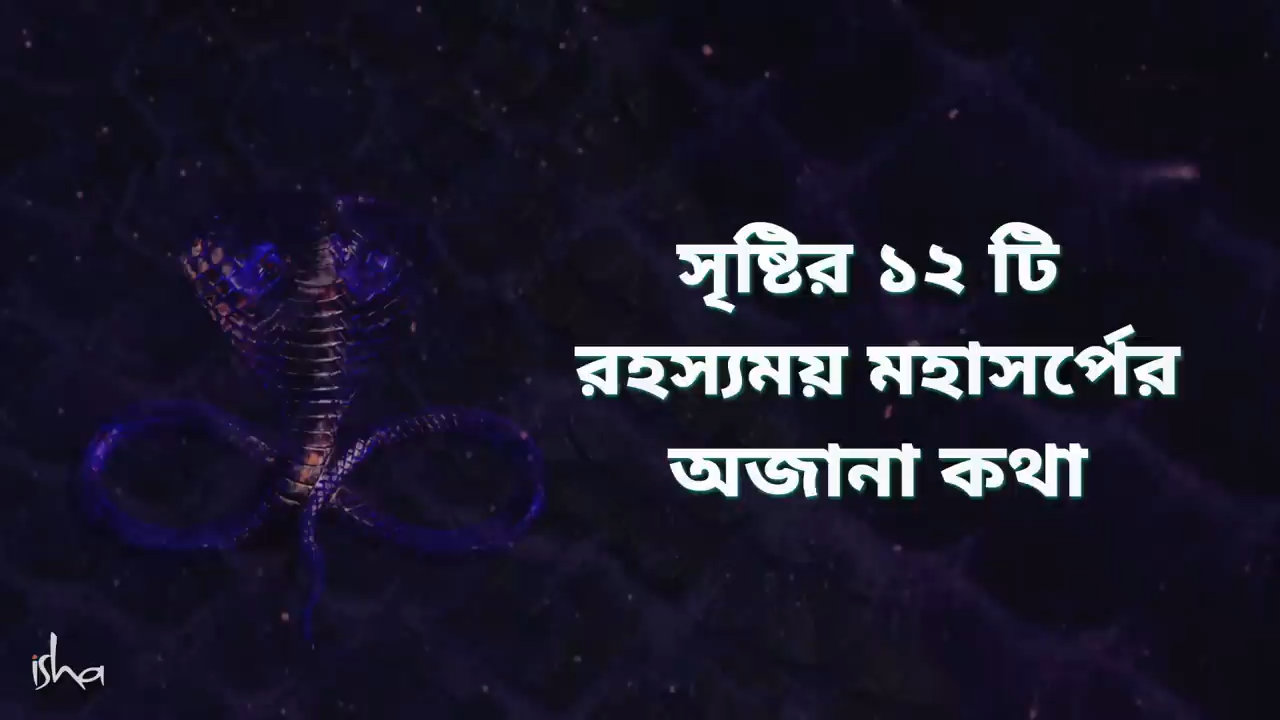 সৃষ্টির ১২ টি
রহস্যময় মহাসর্পের
অজানা কথা
isha